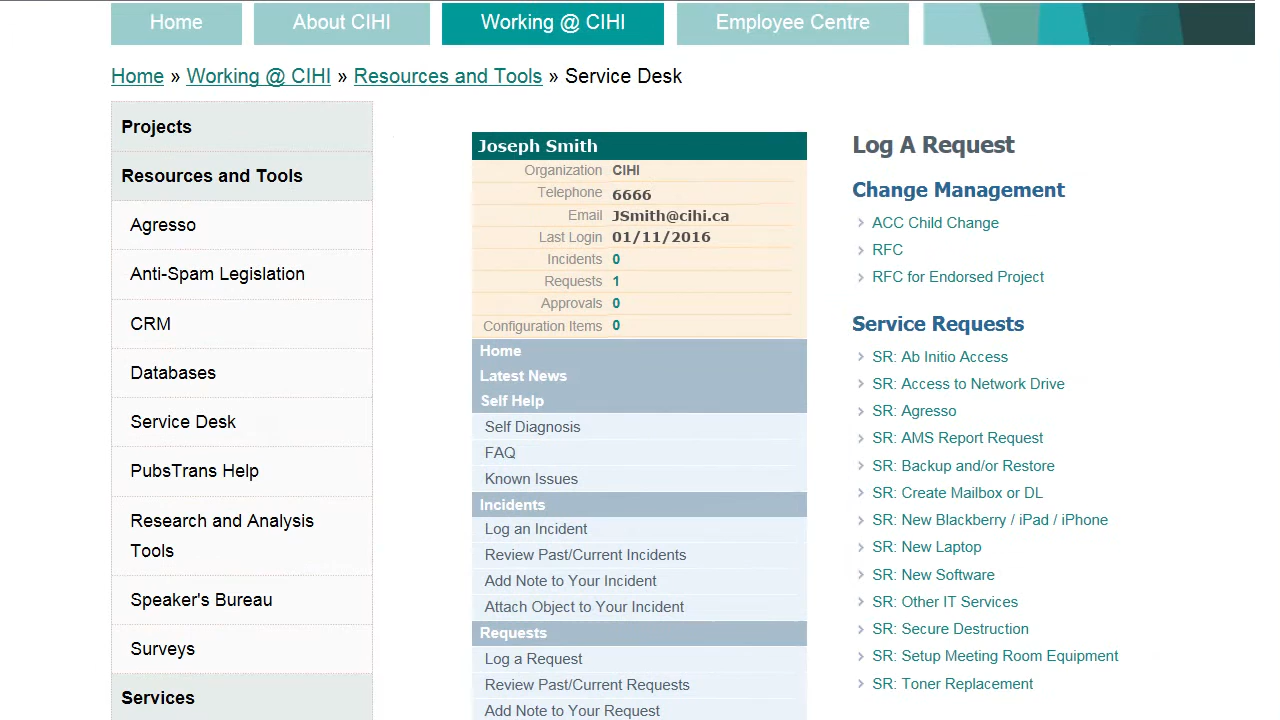 Home
About CIHI
Working @ CIHI
Employee Centre
Home » Working @ CIHI » Resources and Tools » Service Desk
Projects
Resources and Tools
Agresso
Anti-Spam Legislation
CRM
Databases
Service Desk
PubsTrans Help
Research and Analysis
Tools
Speaker's Bureau
Surveys
Services
Joseph Smith
Organization CIHI
Telephone 6666
Email JSmith@cihi.ca
Last Login 01/11/2016
Incidents 0
Requests 1
Approvals 0
Configuration Items 0
Home
Latest News
Self Help
Self Diagnosis
FAQ
Known Issues
Incidents
Log an Incident
Review Past/Current Incidents
Add Note to Your Incident
Attach Object to Your Incident
Requests
Log a Request
Review Past/Current Requests
Add Note to Your Request
Log A Request
Change Management
ACC Child Change
RFC
RFC for Endorsed Project
Service Requests
SR: Ab Initio Access
SR: Access to Network Drive
SR: Agresso
SR: AMS Report Request
SR: Backup and/or Restore
SR: Create Mailbox or DL
SR: New Blackberry / iPad / iPhone
SR: New Laptop
SR: New Software
SR: Other IT Services
SR: Secure Destruction
SR: Setup Meeting Room Equipment
SR: Toner Replacement